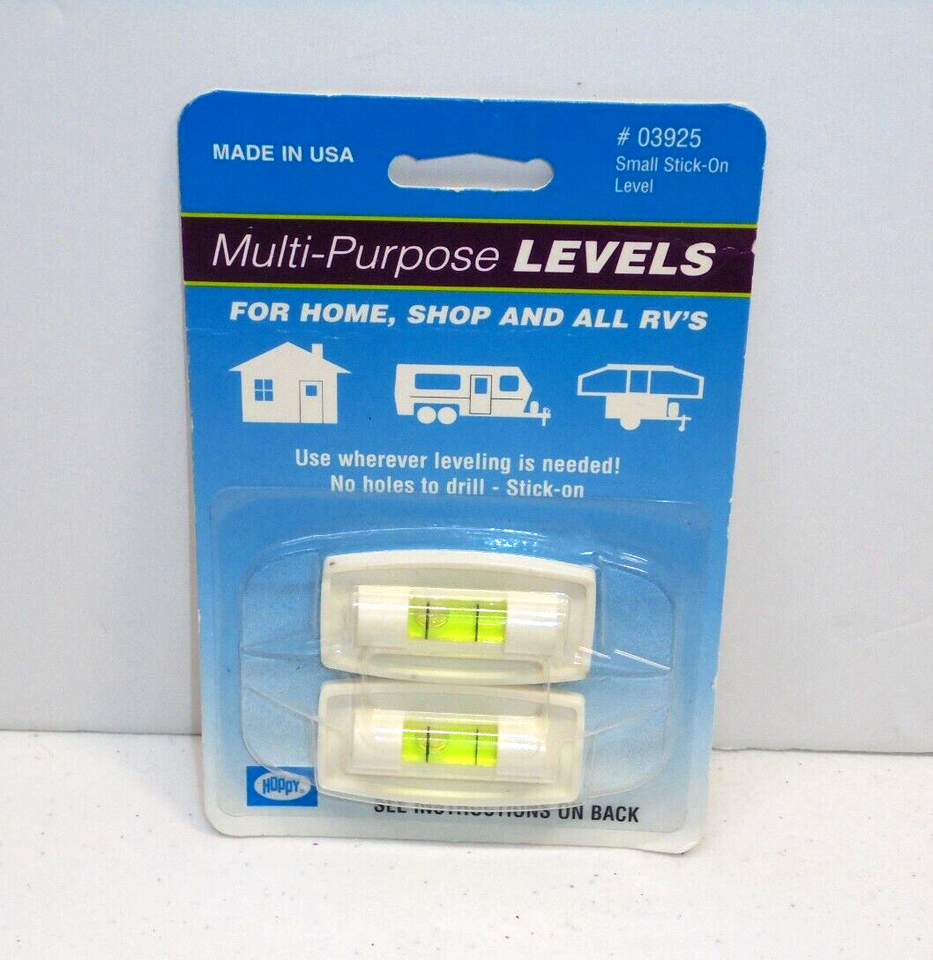 MADE IN USA
# 03925
Small Stick-On
Level
Multi-Purpose LEVELS
FOR HOME, SHOP AND ALL RV'S
Use wherever leveling is needed!
No holes to drill - Stick-on
HOPPY
SEE INSTRUCTIONS ON BACK